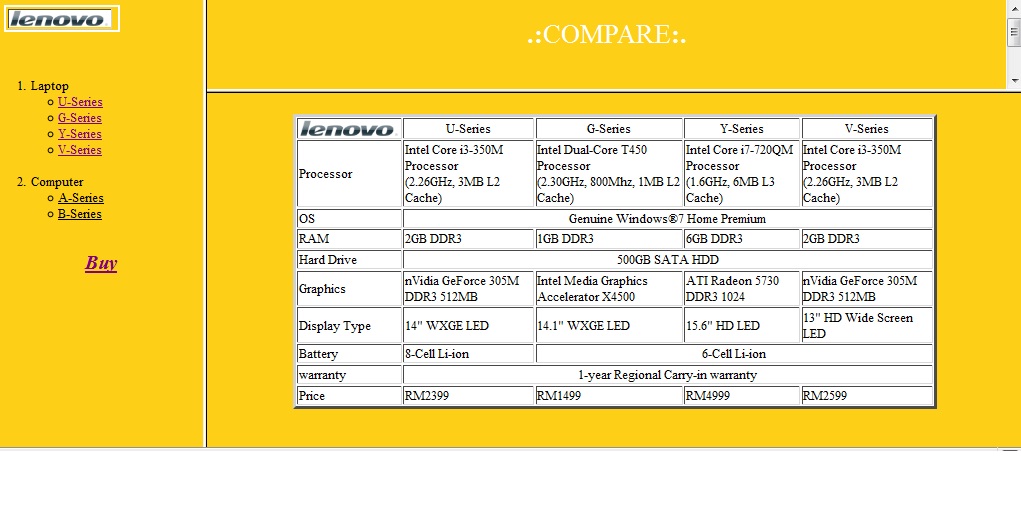 lenovo
1. Laptop
U-Series
G-Series
Y-Series
V-Series
2. Computer
A-Series
B-Series
Buy
.:COMPARE:.
lenovo U-Series G-Series Y-Series V-Series
Processor
Intel Core i3-350M
Processor
(2.26GHz, 3MB L2
Cache)
Intel Dual-Core T450
Processor
(2.30GHz, 800Mhz, 1MB L2
Cache)
Intel Core i7-720QM
Processor
(1.6GHz, 6MB L3
Cache)
Intel Core i3-350M
Processor
(2.26GHz, 3MB L2
Cache)
OS Genuine Windows®7 Home Premium
RAM 2GB DDR3 1GB DDR3 6GB DDR3 2GB DDR3
Hard Drive 500GB SATA HDD
Graphics
nVidia GeForce 305M
DDR3 512MB
Intel Media Graphics
Accelerator X4500
ATI Radeon 5730
DDR3 1024
nVidia GeForce 305M
DDR3 512MB
Display Type 14" WXGE LED 14.1" WXGE LED 15.6" HD LED
13" HD Wide Screen
LED
Battery 8-Cell Li-ion 6-Cell Li-ion
warranty 1-year Regional Carry-in warranty
Price RM2399 RM1499 RM4999 RM2599